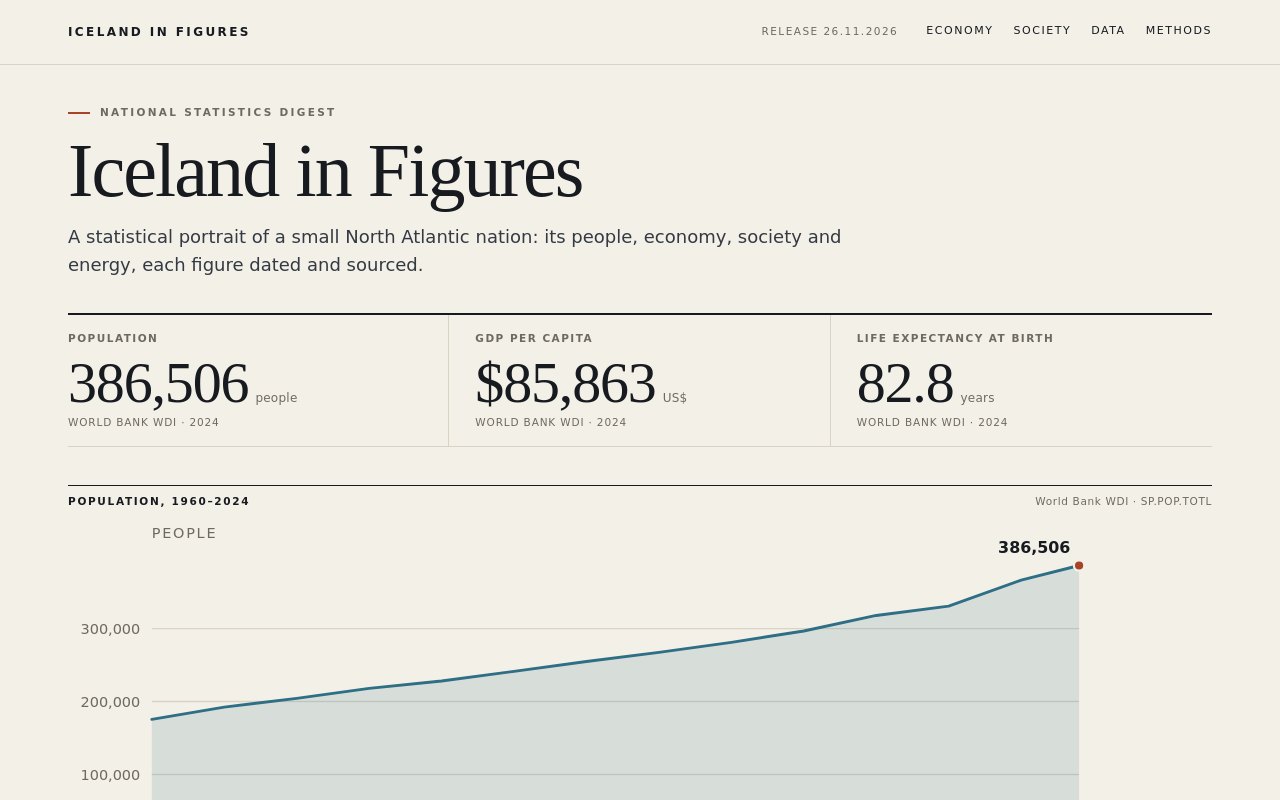 ICELAND IN FIGURES
RELEASE 26.11.2026 ECONOMY SOCIETY DATA METHODS
NATIONAL STATISTICS DIGEST
Iceland in Figures
A statistical portrait of a small North Atlantic nation: its people, economy, society and
energy, each figure dated and sourced.
POPULATION
386,506 people
WORLD BANK WDI · 2024
GDP PER CAPITA
$85,863 US$
WORLD BANK WDI · 2024
LIFE EXPECTANCY AT BIRTH
82.8 years
WORLD BANK WDI · 2024
POPULATION, 1960–2024
World Bank WDI · SP.POP.TOTL
PEOPLE
386,506
300,000
200,000
100,000